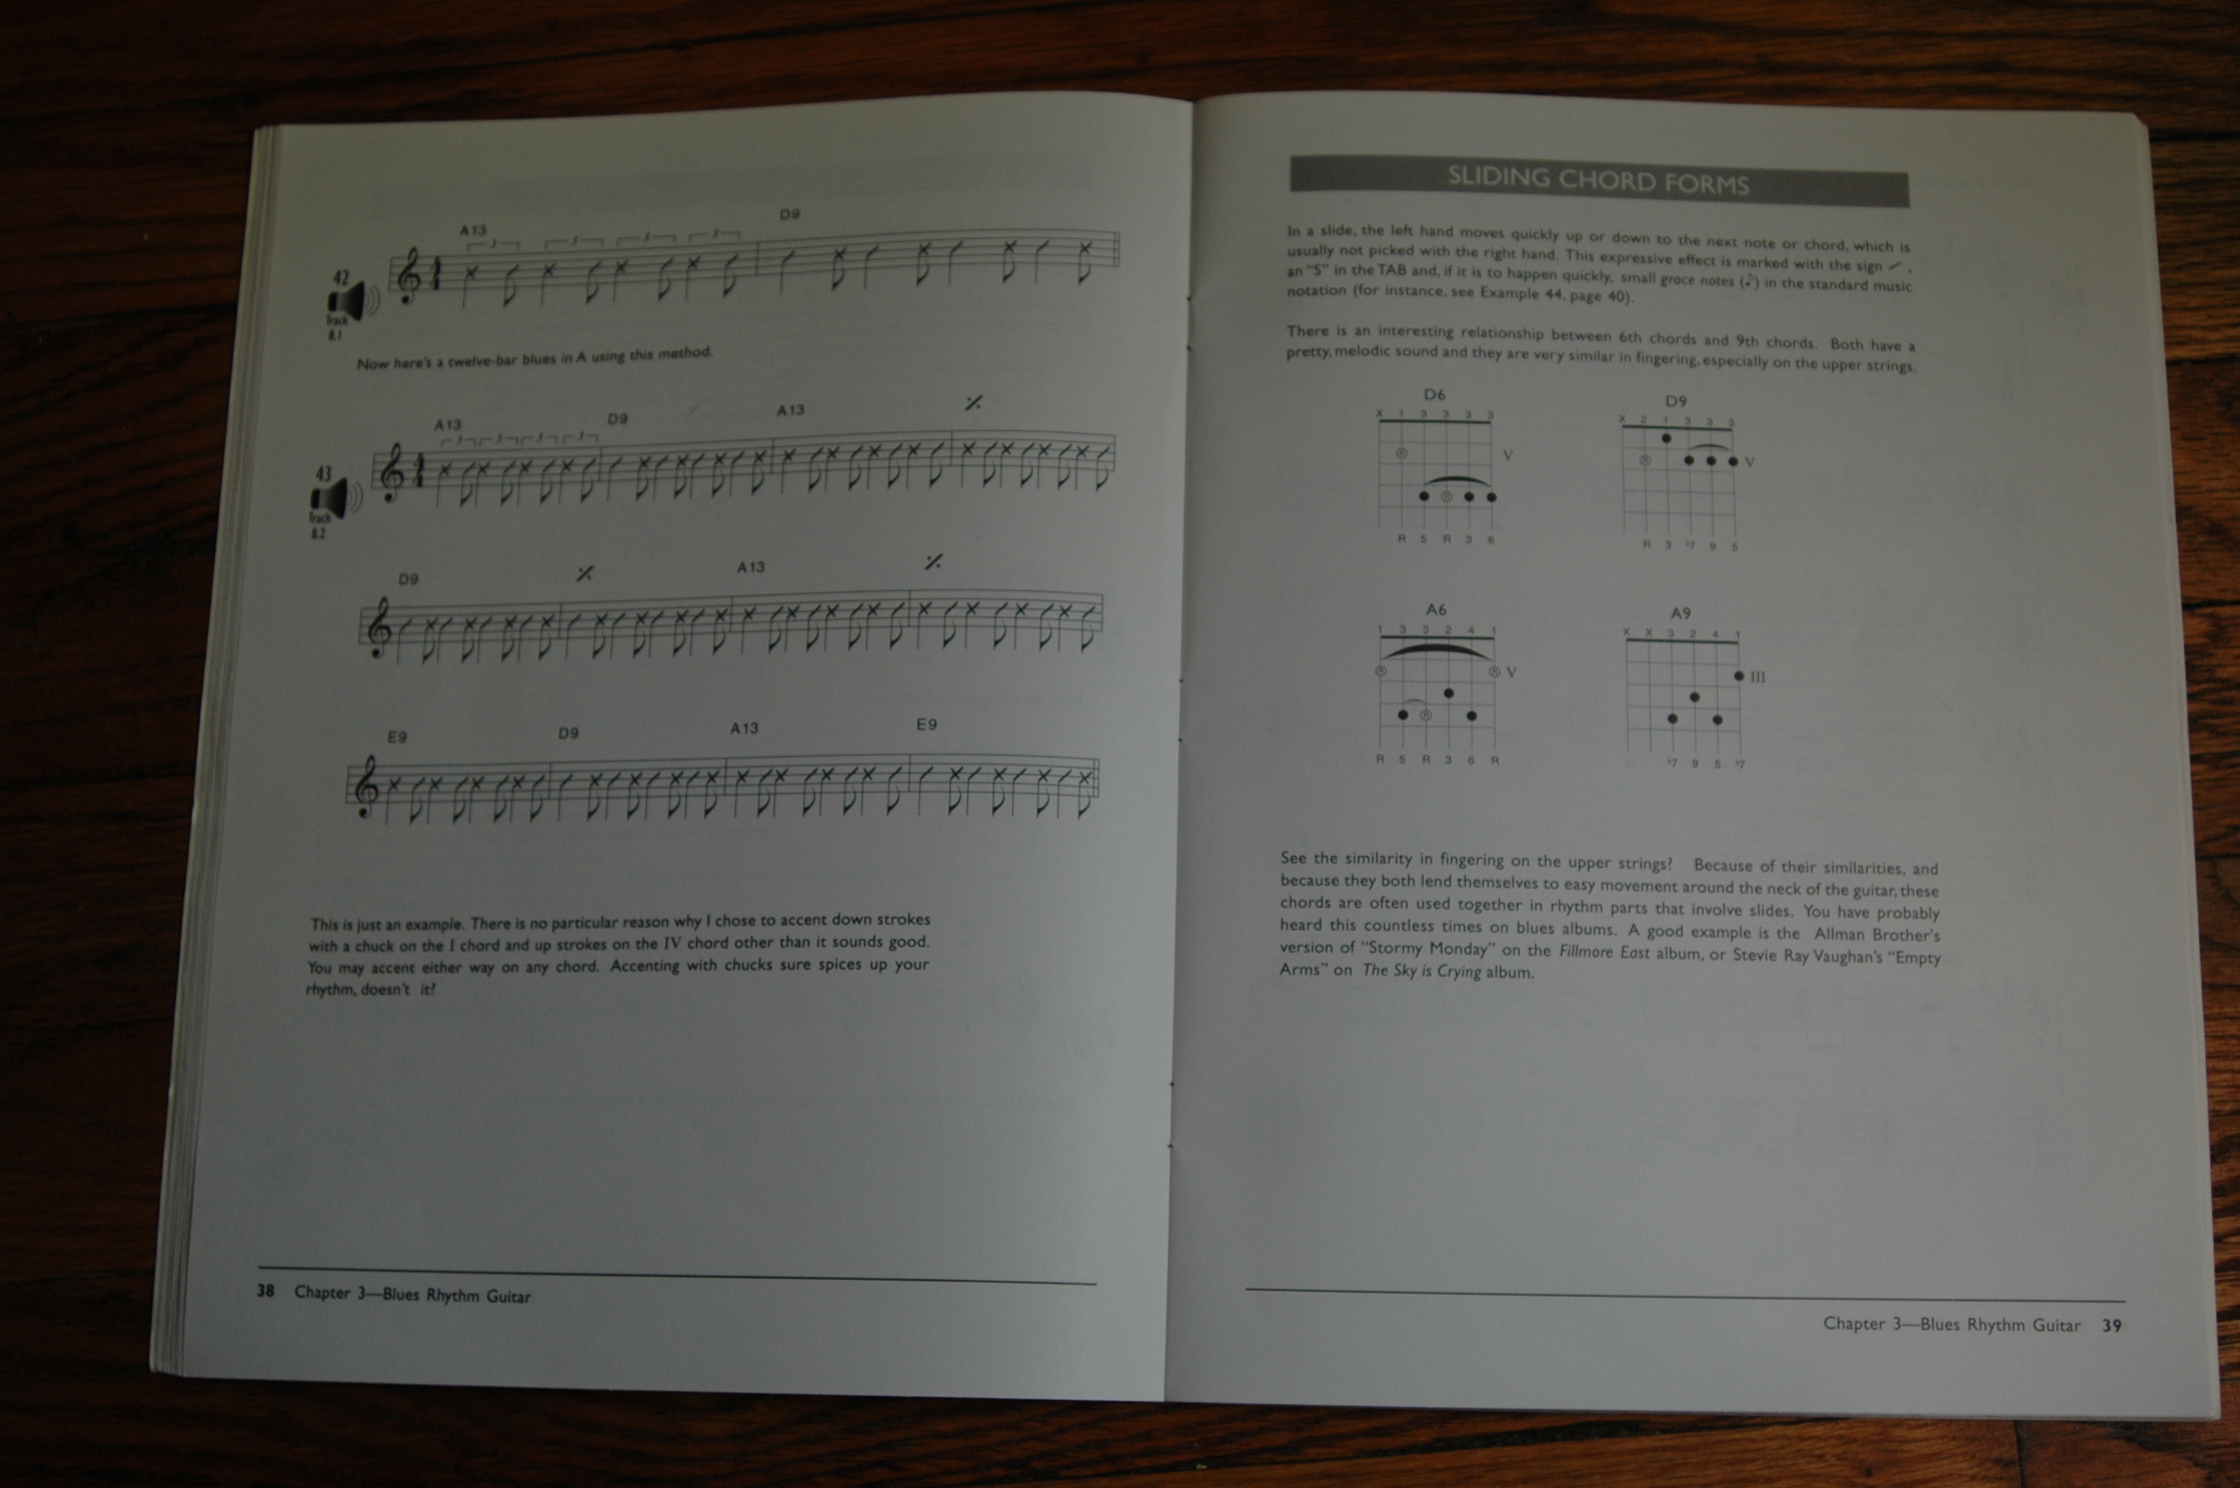 A13 D9
3 3 3 3
42
Track
8.1
Now here's a twelve-bar blues in A using this method.
A13 D9 A13 ٪
3 3 3 3
43
Track
8.2
D9 ٪ A13 ٪
E9 D9 A13 E9
This is just an example. There is no particular reason why I chose to accent down strokes
with a chuck on the I chord and up strokes on the IV chord other than it sounds good.
You may accent either way on any chord. Accenting with chucks sure spices up your
rhythm, doesn't it?
38 Chapter 3—Blues Rhythm Guitar
SLIDING CHORD FORMS
In a slide, the left hand moves quickly up or down to the next note or chord, which is
usually not picked with the right hand. This expressive effect is marked with the sign ⁄ ,
an "S" in the TAB and, if it is to happen quickly, small grace notes (♪) in the standard music
notation (for instance, see Example 44, page 40).
There is an interesting relationship between 6th chords and 9th chords. Both have a
pretty, melodic sound and they are very similar in fingering, especially on the upper strings.
D6
X 1 3 3 3 3
R
V
R
R 5 R 3 6
D9
X 2 1 3 3 3
R
V
R 3 ♭7 9 5
A6
1 3 3 2 4 1
R R V
R
R 5 R 3 6 R
A9
X X 3 2 4 1
III
♭7 9 5 ♭7
See the similarity in fingering on the upper strings? Because of their similarities, and
because they both lend themselves to easy movement around the neck of the guitar, these
chords are often used together in rhythm parts that involve slides. You have probably
heard this countless times on blues albums. A good example is the Allman Brother's
version of "Stormy Monday" on the Fillmore East album, or Stevie Ray Vaughan's "Empty
Arms" on The Sky is Crying album.
Chapter 3—Blues Rhythm Guitar 39